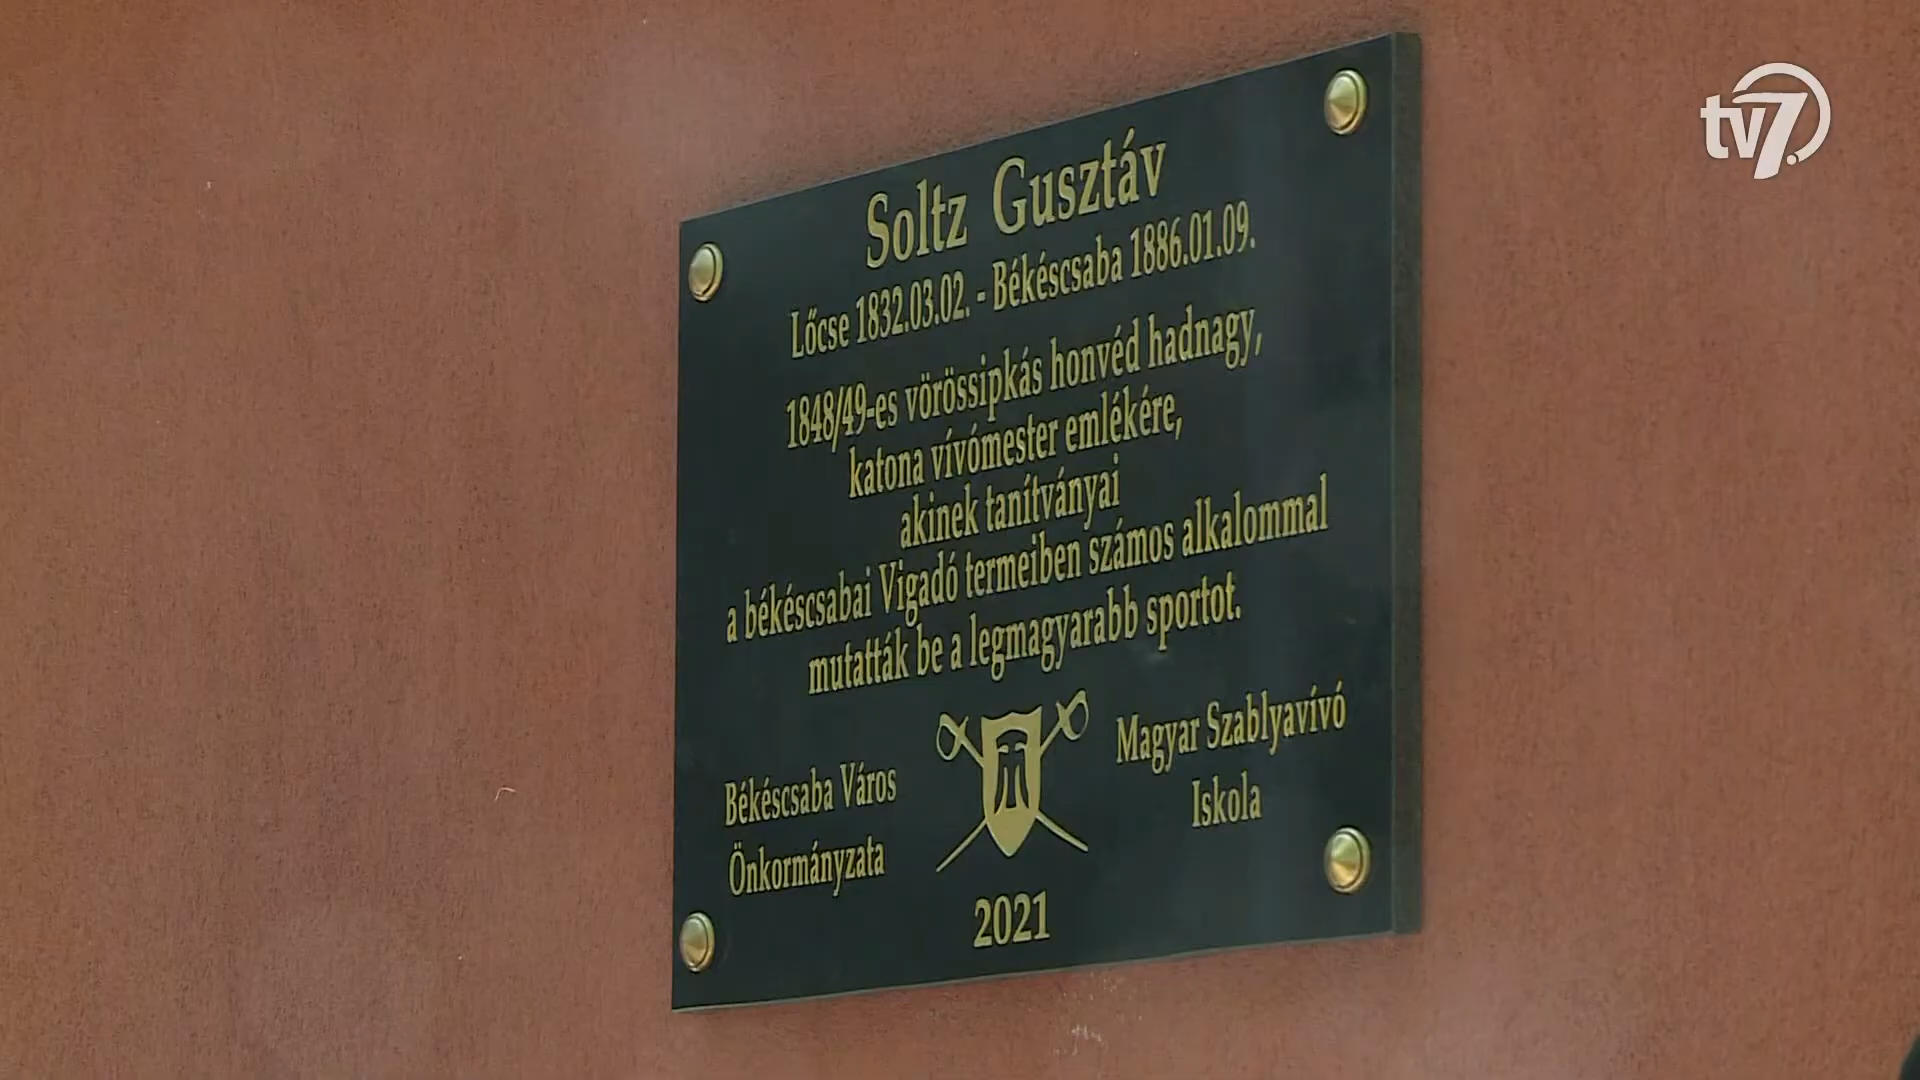 tv7.
Soltz Gusztáv
Lőcse 1832.03.02. - Békéscsaba 1886.01.09.
1848/49-es vörössipkás honvéd hadnagy,
katona vívómester emlékére,
akinek tanítványai
a békéscsabai Vigadó termeiben számos alkalommal
mutatták be a legmagyarabb sportot.
Békéscsaba Város
Önkormányzata
Magyar Szablyavívó
Iskola
2021